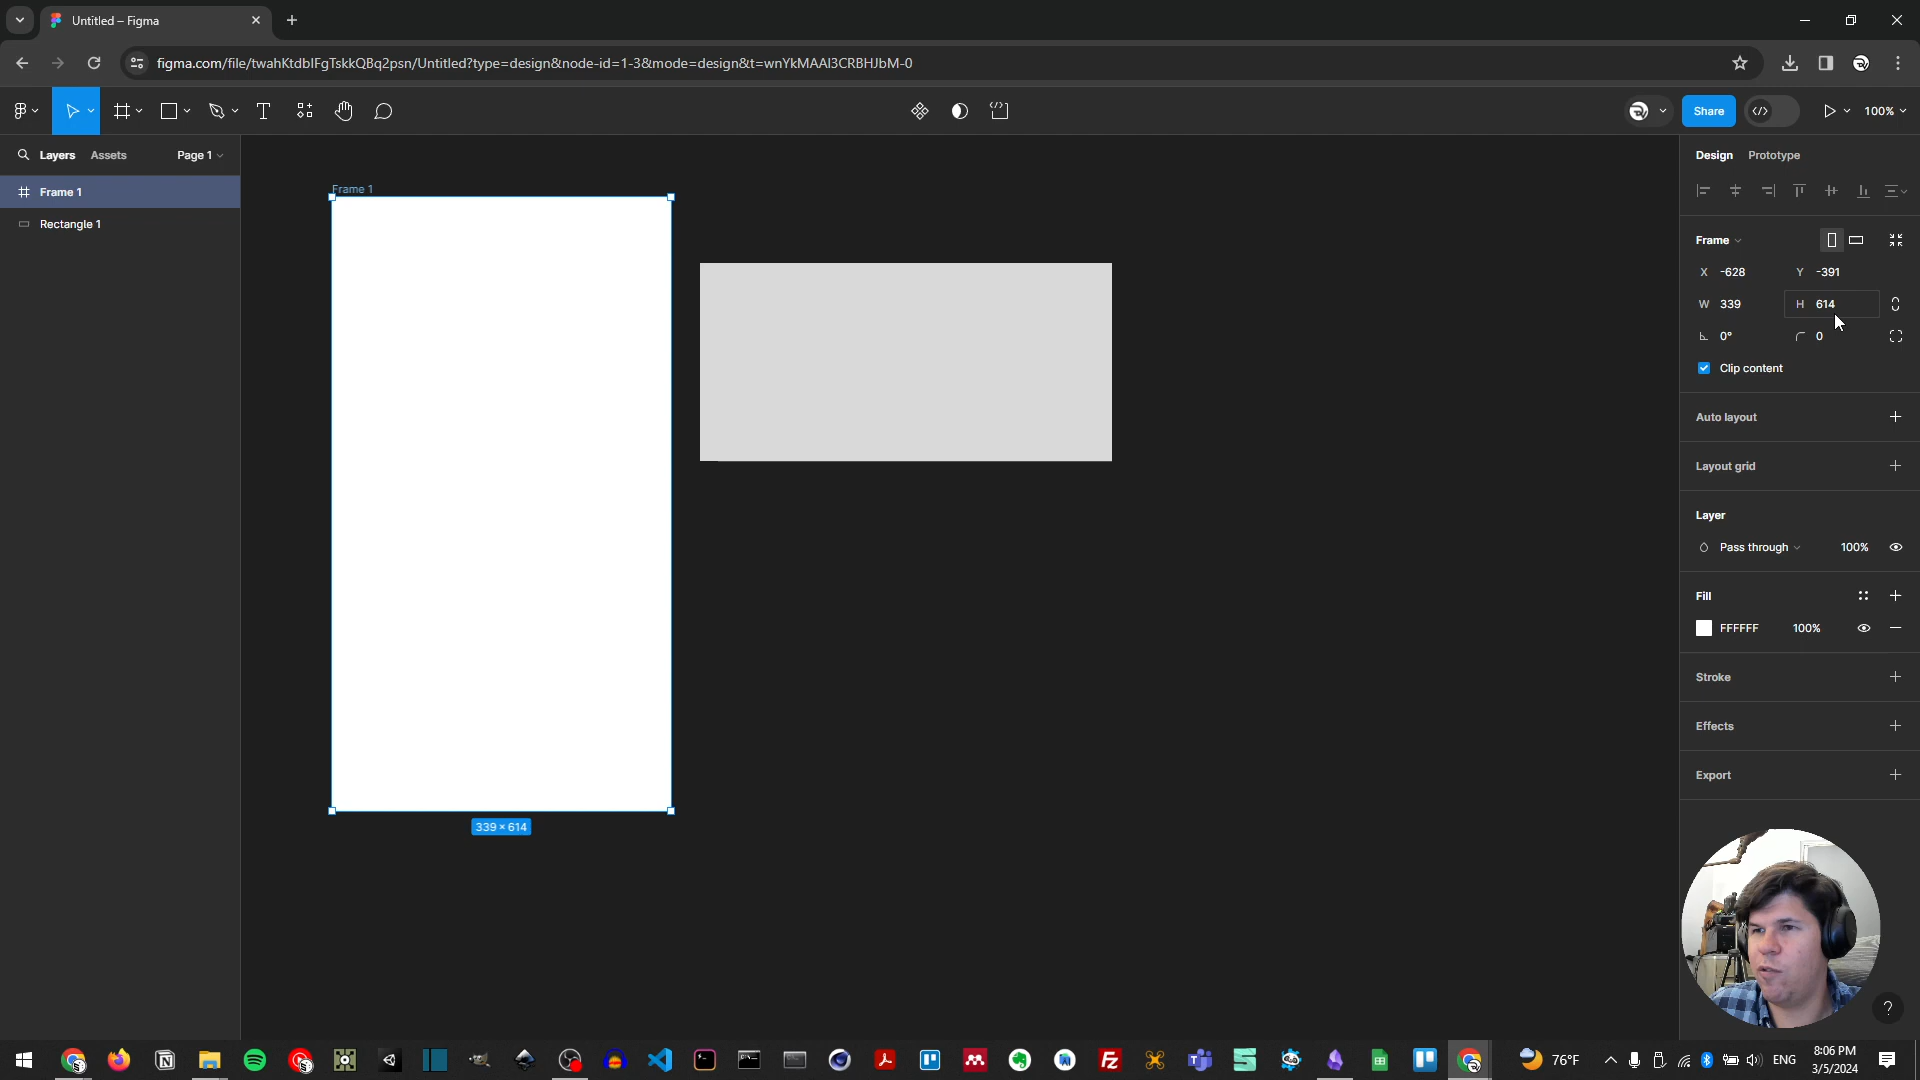 Untitled – Figma
figma.com/file/twahKtdbIFgTskkQBq2psn/Untitled?type=design&node-id=1-3&mode=design&t=wnYkMAAI3CRBHJbM-0
Share
100%
Layers Assets Page 1
Frame 1
Rectangle 1
Frame 1
339 × 614
Design Prototype
Frame
X -628 Y -391
W 339 H 614
0° 0
Clip content
Auto layout
Layout grid
Layer
Pass through 100%
Fill
FFFFFF 100%
Stroke
Effects
Export
?
76°F
ENG
8:06 PM
3/5/2024